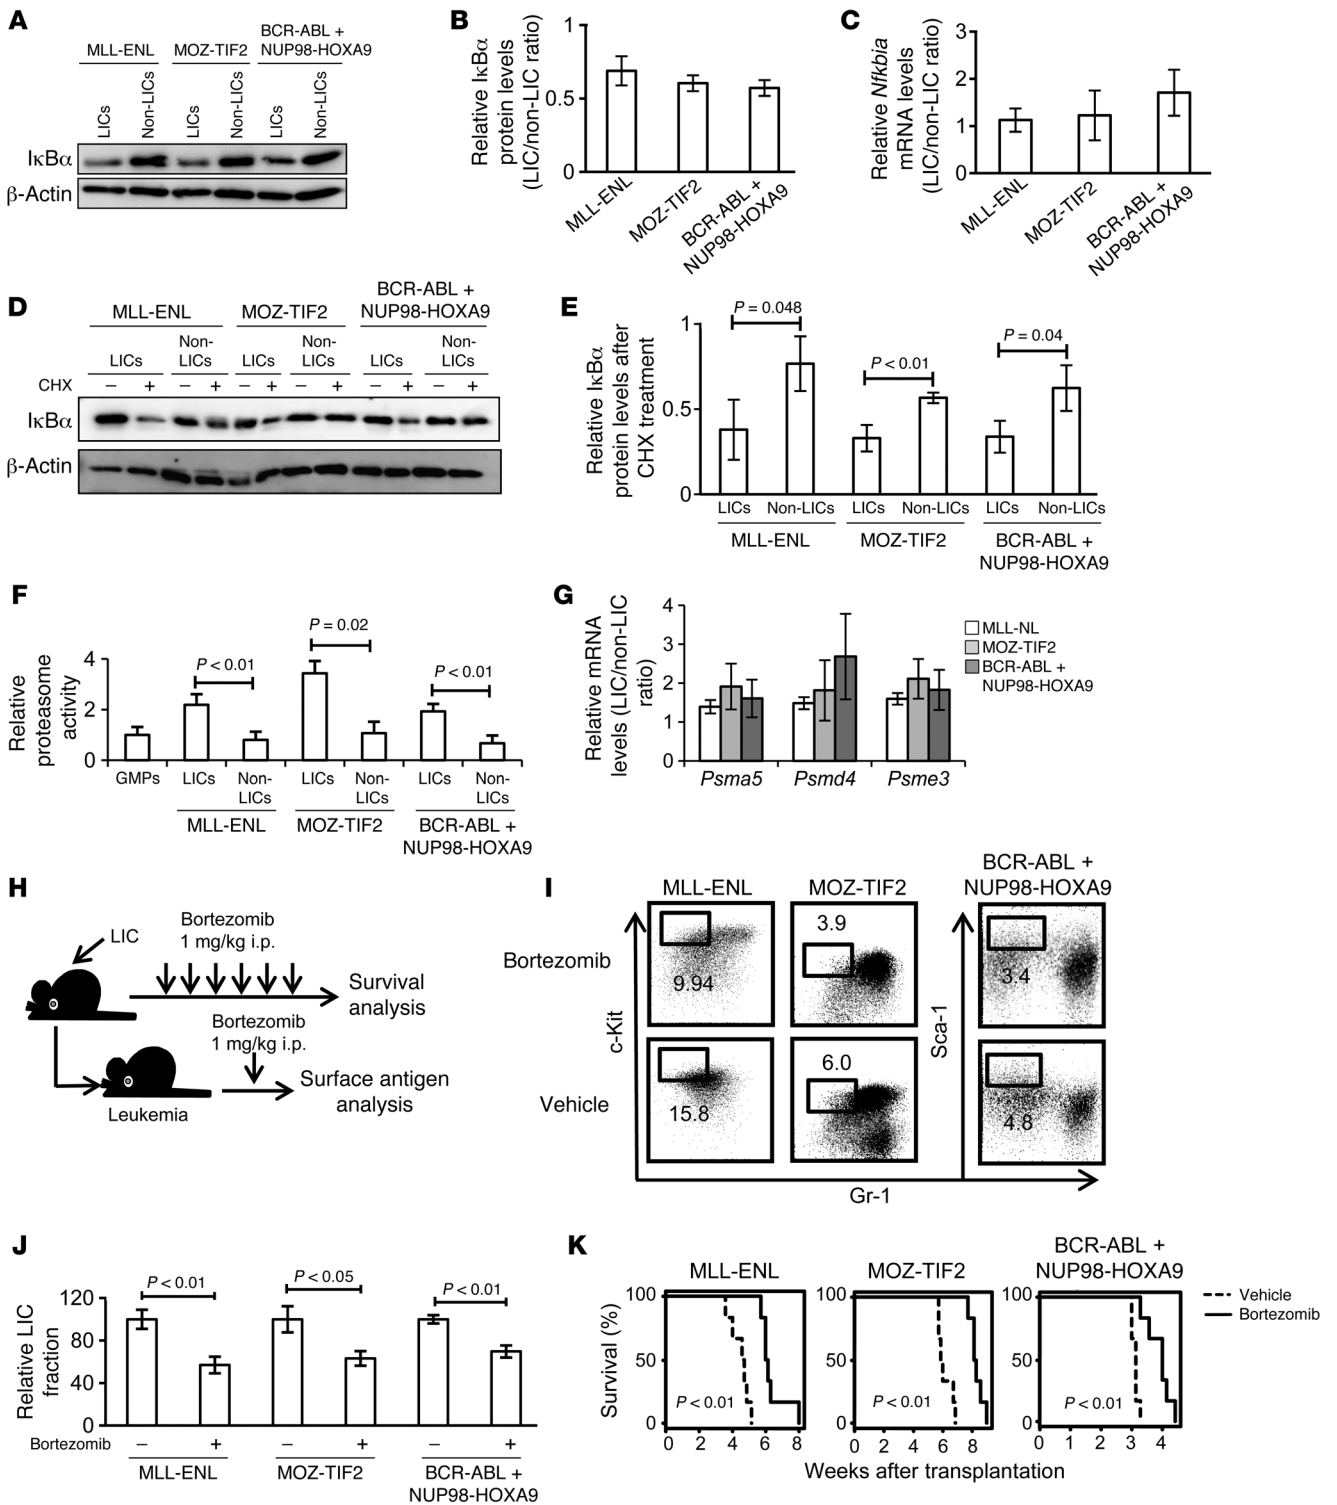 A
MLL-ENL
MOZ-TIF2
BCR-ABL +
NUP98-HOXA9
LICs
Non-LICs
LICs
Non-LICs
LICs
Non-LICs
IκBα
β-Actin
B
Relative IκBα
protein levels
(LIC/non-LIC ratio)
1
0.5
0
MLL-ENL
MOZ-TIF2
BCR-ABL +
NUP98-HOXA9
C
Relative Nfkbia
mRNA levels
(LIC/non-LIC ratio)
3
2
1
0
MLL-ENL
MOZ-TIF2
BCR-ABL +
NUP98-HOXA9
D
MLL-ENL
MOZ-TIF2
BCR-ABL +
NUP98-HOXA9
LICs
Non-
LICs
LICs
Non-
LICs
LICs
Non-
LICs
CHX
– + – + – + – + – + – +
IκBα
β-Actin
E
Relative IκBα
protein levels after
CHX treatment
1
0.5
0
P = 0.048
P < 0.01
P = 0.04
LICs Non-LICs LICs Non-LICs LICs Non-LICs
MLL-ENL
MOZ-TIF2
BCR-ABL +
NUP98-HOXA9
F
Relative
proteasome
activity
4
2
0
P < 0.01
P = 0.02
P < 0.01
GMPs
LICs
Non-
LICs
LICs
Non-
LICs
LICs
Non-
LICs
MLL-ENL
MOZ-TIF2
BCR-ABL +
NUP98-HOXA9
G
Relative mRNA
levels (LIC/non-LIC
ratio)
4
3
2
1
0
Psma5 Psmd4 Psme3
MLL-NL
MOZ-TIF2
BCR-ABL +
NUP98-HOXA9
H
LIC
Bortezomib
1 mg/kg i.p.
Survival
analysis
Bortezomib
1 mg/kg i.p.
Leukemia
Surface antigen
analysis
I
MLL-ENL
MOZ-TIF2
BCR-ABL +
NUP98-HOXA9
Bortezomib
Vehicle
c-Kit
Sca-1
9.94
3.9
3.4
15.8
6.0
4.8
Gr-1
J
Relative LIC
fraction
120
80
40
0
P < 0.01
P < 0.05
P < 0.01
Bortezomib – + – + – +
MLL-ENL
MOZ-TIF2
BCR-ABL +
NUP98-HOXA9
K
MLL-ENL
MOZ-TIF2
BCR-ABL +
NUP98-HOXA9
Survival (%)
100
50
0
P < 0.01
0 2 4 6 8
100
50
0
P < 0.01
0 2 4 6 8
100
50
0
P < 0.01
0 1 2 3 4
Vehicle
Bortezomib
Weeks after transplantation